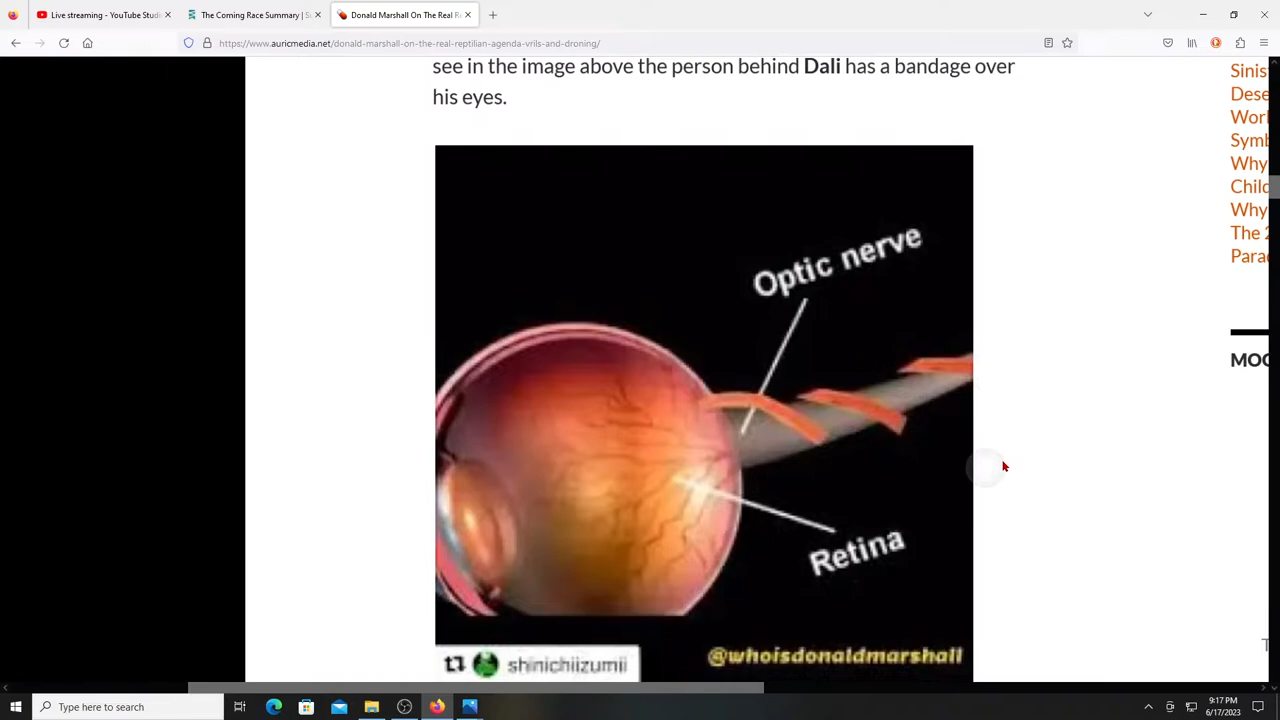 Live streaming - YouTube Stud
The Coming Race Summary | S
Donald Marshall On The Real R
https://www.auricmedia.net/donald-marshall-on-the-real-reptilian-agenda-vrils-and-droning/
see in the image above the person behind Dali has a bandage over
his eyes.
Optic nerve
Retina
shinichiizumii
@whoisdonaldmarshall
Sinis
Dese
Worl
Symb
Why
Child
Why
The 2
Para
MOO
T
Type here to search
9:17 PM
6/17/2023